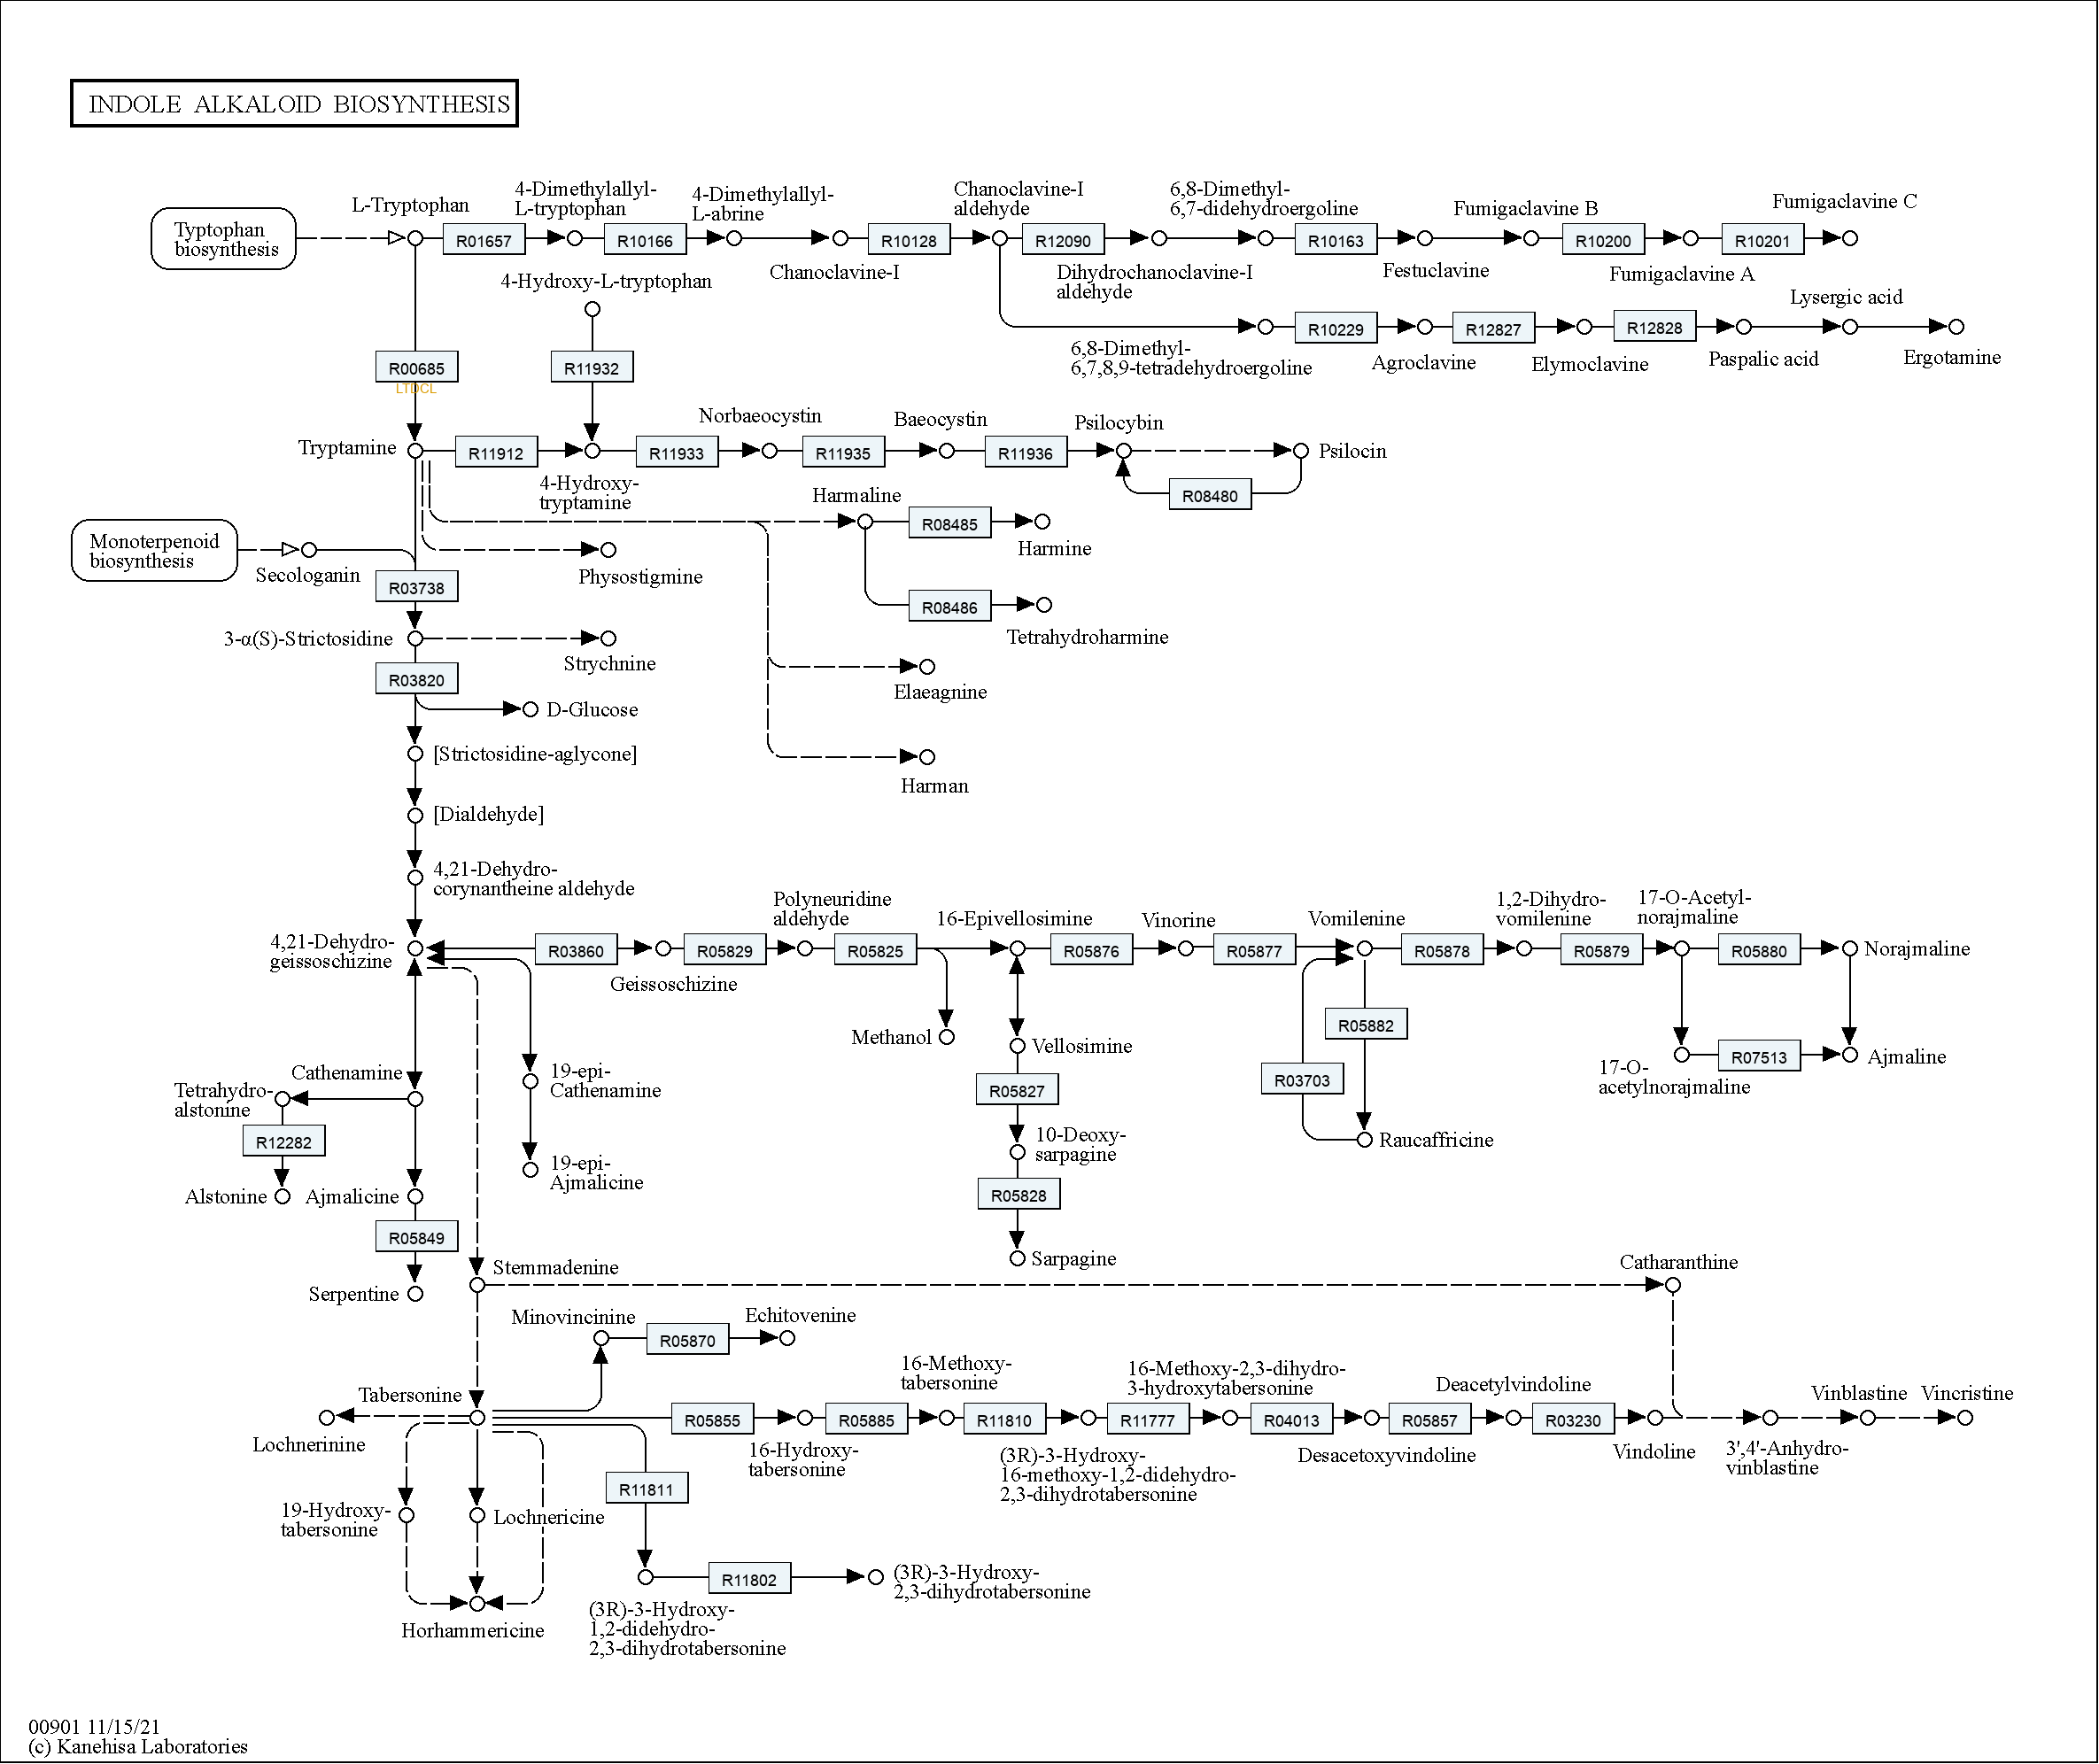 INDOLE ALKALOID BIOSYNTHESIS
Typtophan
biosynthesis
L-Tryptophan
R01657
4-Dimethylallyl-
L-tryptophan
R10166
4-Dimethylallyl-
L-abrine
Chanoclavine-I
R10128
Chanoclavine-I
aldehyde
R12090
Dihydrochanoclavine-I
aldehyde
6,8-Dimethyl-
6,7-didehydroergoline
R10163
Festuclavine
Fumigaclavine B
R10200
Fumigaclavine A
R10201
Fumigaclavine C
4-Hydroxy-L-tryptophan
6,8-Dimethyl-
6,7,8,9-tetradehydroergoline
R10229
Agroclavine
R12827
Elymoclavine
R12828
Paspalic acid
Lysergic acid
Ergotamine
R00685
LTDCL
R11932
Tryptamine
R11912
4-Hydroxy-
tryptamine
R11933
Norbaeocystin
R11935
Baeocystin
R11936
Psilocybin
Psilocin
R08480
Harmaline
R08485
Harmine
R08486
Tetrahydroharmine
Monoterpenoid
biosynthesis
Secologanin
Physostigmine
R03738
3-α(S)-Strictosidine
Strychnine
Elaeagnine
R03820
D-Glucose
[Strictosidine-aglycone]
Harman
[Dialdehyde]
4,21-Dehydro-
corynantheine aldehyde
4,21-Dehydro-
geissoschizine
R03860
Geissoschizine
R05829
Polyneuridine
aldehyde
R05825
Methanol
16-Epivellosimine
R05876
Vinorine
R05877
Vomilenine
R05878
1,2-Dihydro-
vomilenine
R05879
17-O-Acetyl-
norajmaline
R05880
Norajmaline
R05882
R03703
Raucaffricine
17-O-
acetylnorajmaline
R07513
Ajmaline
Vellosimine
R05827
10-Deoxy-
sarpagine
R05828
Sarpagine
Cathenamine
Tetrahydro-
alstonine
R12282
Alstonine
Ajmalicine
R05849
Serpentine
19-epi-
Cathenamine
19-epi-
Ajmalicine
Stemmadenine
Catharanthine
Minovincinine
R05870
Echitovenine
Tabersonine
Lochnerinine
R05855
16-Hydroxy-
tabersonine
R05885
16-Methoxy-
tabersonine
R11810
(3R)-3-Hydroxy-
16-methoxy-1,2-didehydro-
2,3-dihydrotabersonine
R11777
16-Methoxy-2,3-dihydro-
3-hydroxytabersonine
R04013
Desacetoxyvindoline
R05857
Deacetylvindoline
R03230
Vindoline
3',4'-Anhydro-
vinblastine
Vinblastine
Vincristine
R11811
19-Hydroxy-
tabersonine
Lochnericine
Horhammericine
(3R)-3-Hydroxy-
1,2-didehydro-
2,3-dihydrotabersonine
R11802
(3R)-3-Hydroxy-
2,3-dihydrotabersonine
00901 11/15/21
(c) Kanehisa Laboratories